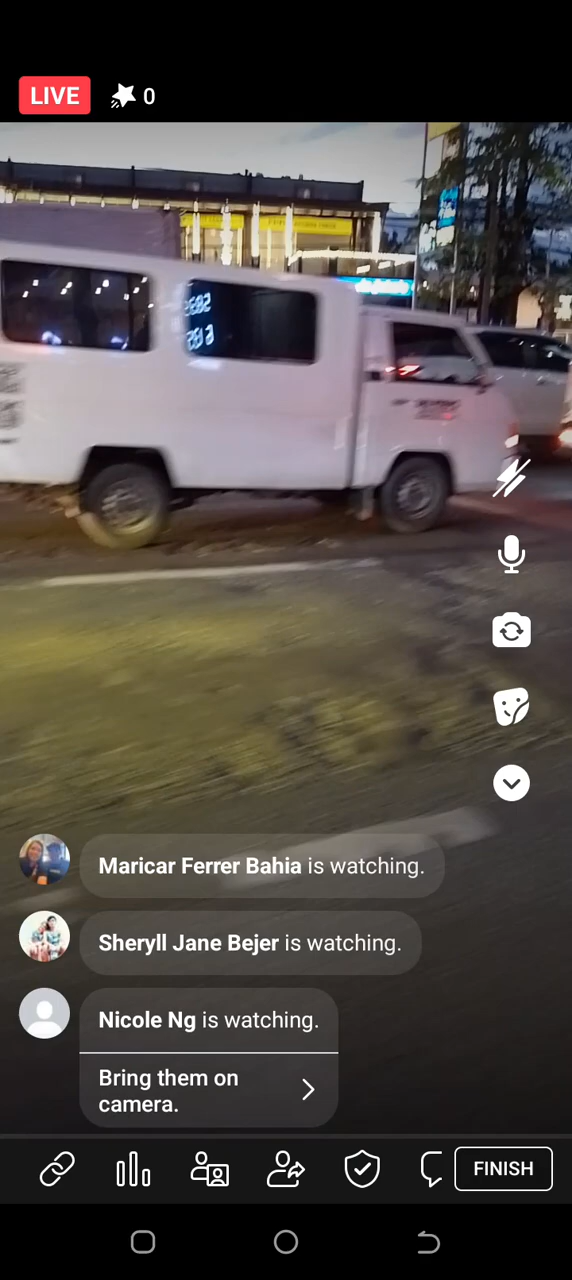 LIVE
0
Maricar Ferrer Bahia is watching.
Sheryll Jane Bejer is watching.
Nicole Ng is watching.
Bring them on
camera.
FINISH